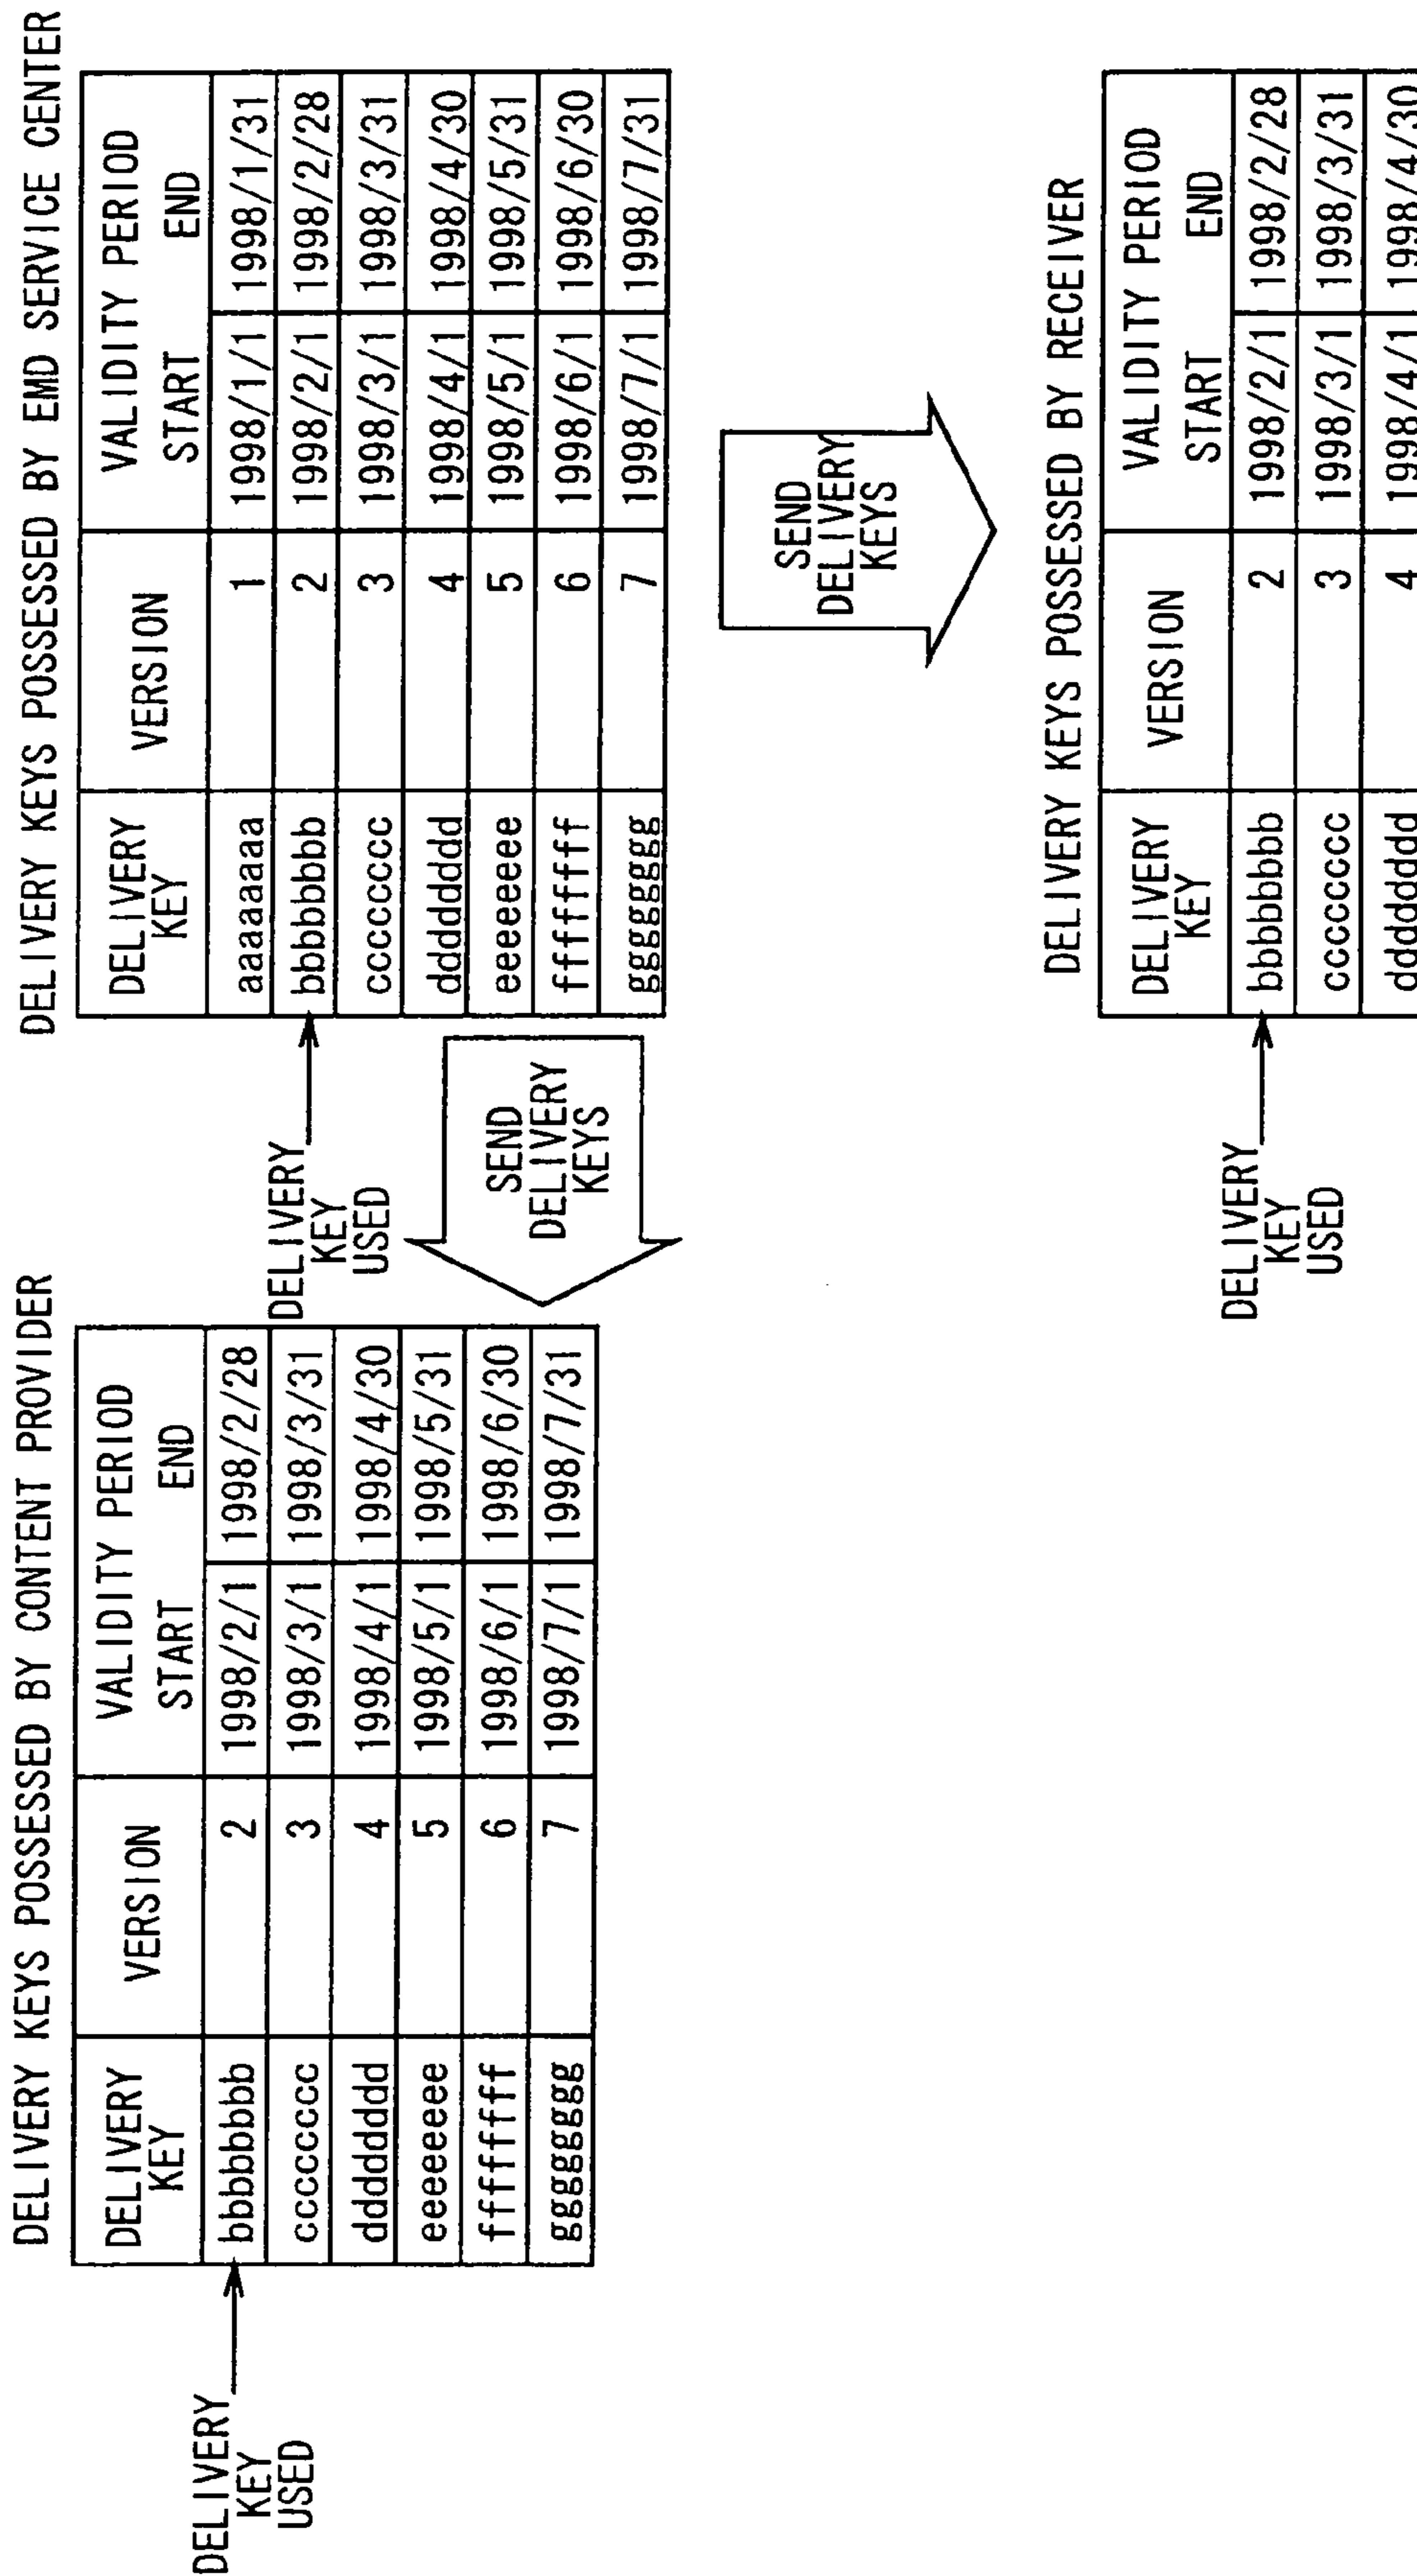 DELIVERY KEYS POSSESSED BY CONTENT PROVIDER
DELIVERY KEY
VERSION
VALIDITY PERIOD
START END
bbbbbbbb 2 1998/2/1 1998/2/28
cccccccc 3 1998/3/1 1998/3/31
dddddddd 4 1998/4/1 1998/4/30
eeeeeeee 5 1998/5/1 1998/5/31
ffffffff 6 1998/6/1 1998/6/30
gggggggg 7 1998/7/1 1998/7/31
DELIVERY
KEY
USED
DELIVERY KEYS POSSESSED BY EMD SERVICE CENTER
DELIVERY KEY
VERSION
VALIDITY PERIOD
START END
aaaaaaaa 1 1998/1/1 1998/1/31
bbbbbbbb 2 1998/2/1 1998/2/28
cccccccc 3 1998/3/1 1998/3/31
dddddddd 4 1998/4/1 1998/4/30
eeeeeeee 5 1998/5/1 1998/5/31
ffffffff 6 1998/6/1 1998/6/30
gggggggg 7 1998/7/1 1998/7/31
DELIVERY
KEY
USED
SEND
DELIVERY
KEYS
SEND
DELIVERY
KEYS
DELIVERY KEYS POSSESSED BY RECEIVER
DELIVERY KEY
VERSION
VALIDITY PERIOD
START END
bbbbbbbb 2 1998/2/1 1998/2/28
cccccccc 3 1998/3/1 1998/3/31
dddddddd 4 1998/4/1 1998/4/30
DELIVERY
KEY
USED